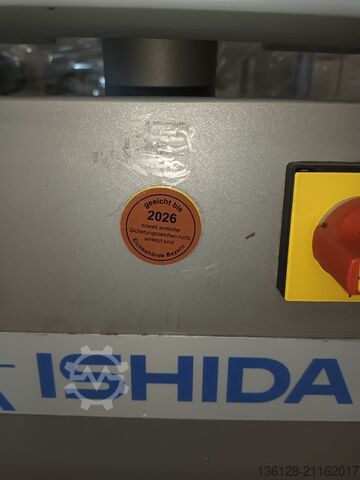 geeicht bis
2026
soweit amtliche
Sicherungszeichen nicht
verletzt sind
Eichbehörde Bayern
ISHIDA
136128-21162017